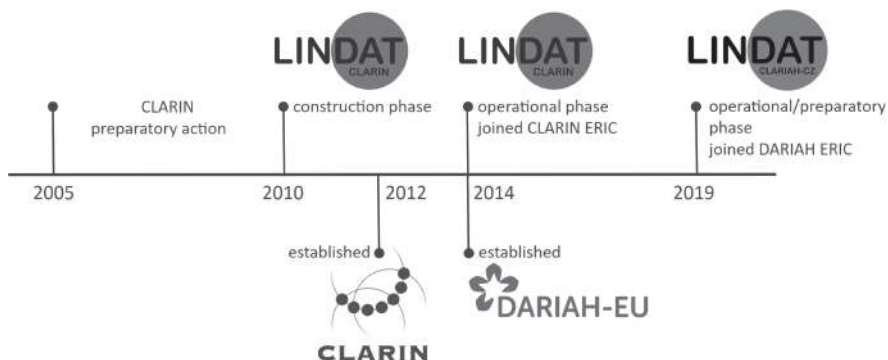 LINDAT
CLARIN
LINDAT
CLARIN
LINDAT
CLARIAH-CZ
CLARIN
preparatory action
construction phase
operational phase
joined CLARIN ERIC
operational/preparatory
phase
joined DARIAH ERIC
2005
2010
2012
2014
2019
established
established
CLARIN
DARIAH-EU